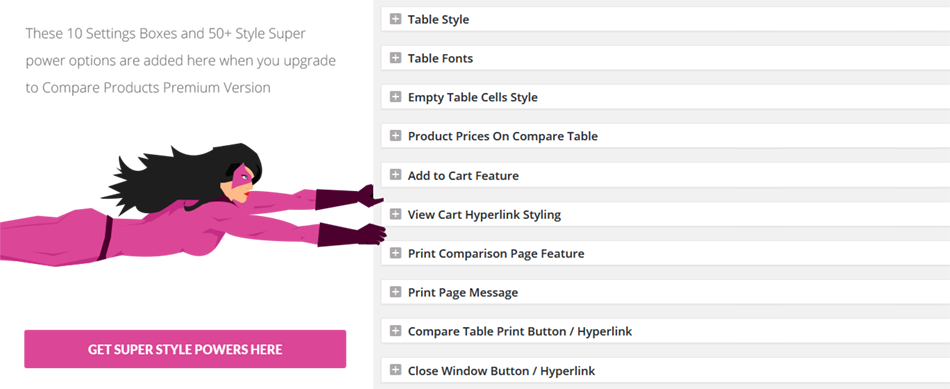 These 10 Settings Boxes and 50+ Style Super
power options are added here when you upgrade
to Compare Products Premium Version
GET SUPER STYLE POWERS HERE
Table Style
Table Fonts
Empty Table Cells Style
Product Prices On Compare Table
Add to Cart Feature
View Cart Hyperlink Styling
Print Comparison Page Feature
Print Page Message
Compare Table Print Button / Hyperlink
Close Window Button / Hyperlink